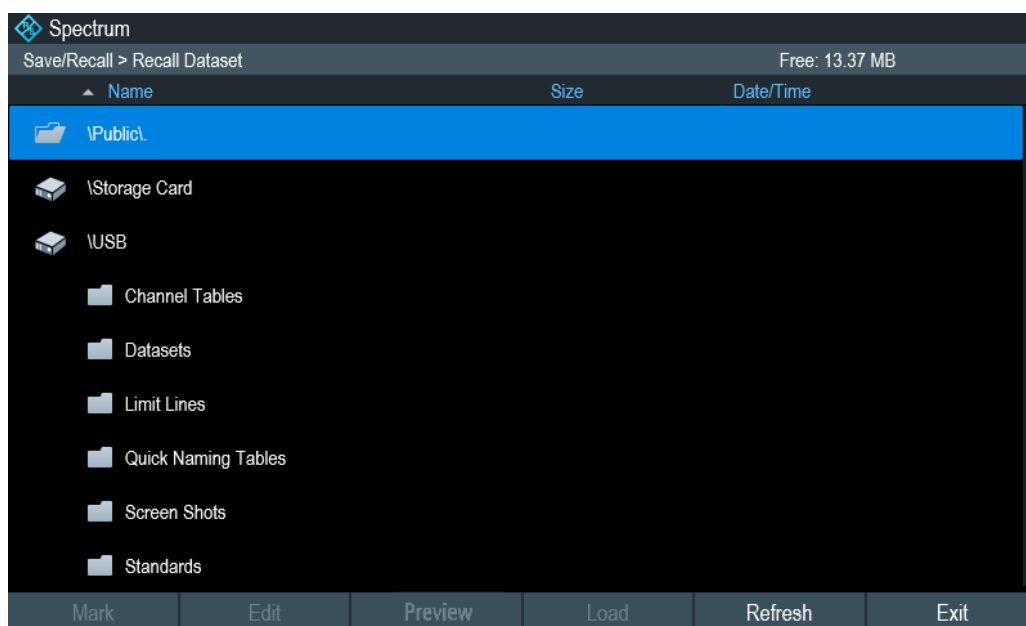 Spectrum
Save/Recall > Recall Dataset Free: 13.37 MB
Name Size Date/Time
\Public\.
\Storage Card
\USB
Channel Tables
Datasets
Limit Lines
Quick Naming Tables
Screen Shots
Standards
Mark Edit Preview Load Refresh Exit